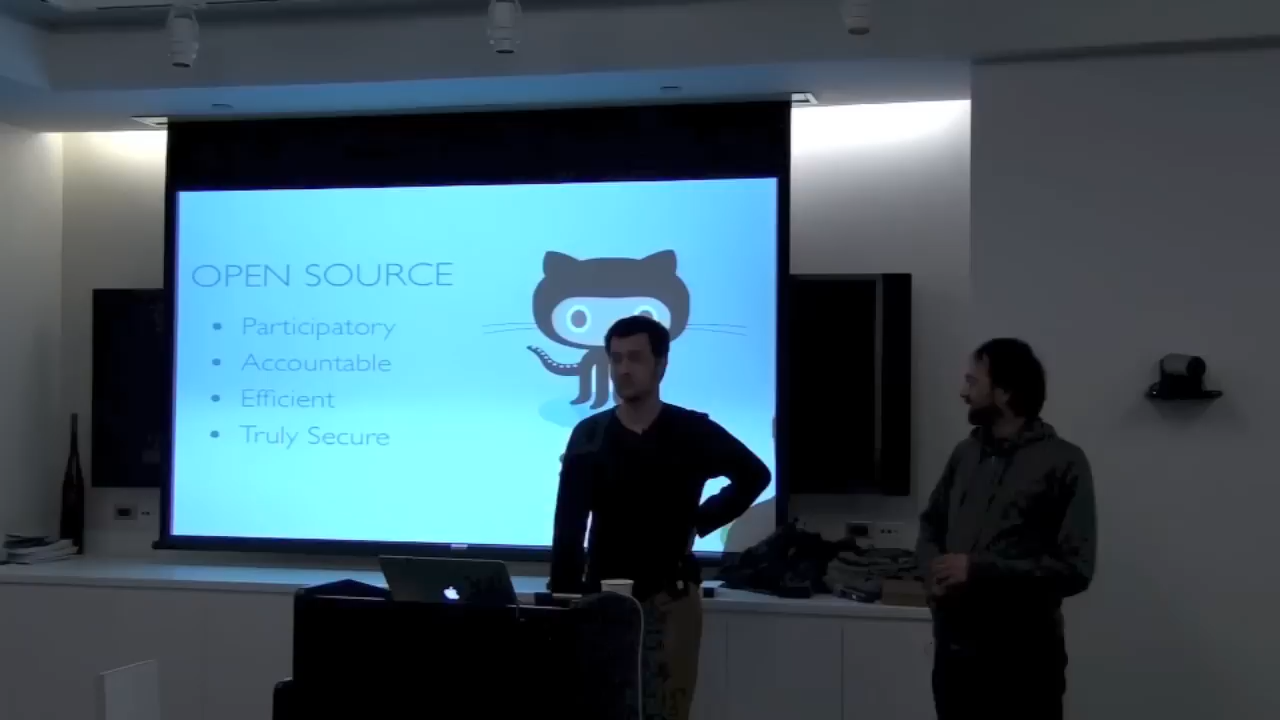 OPEN SOURCE
• Participatory
• Accountable
• Efficient
• Truly Secure